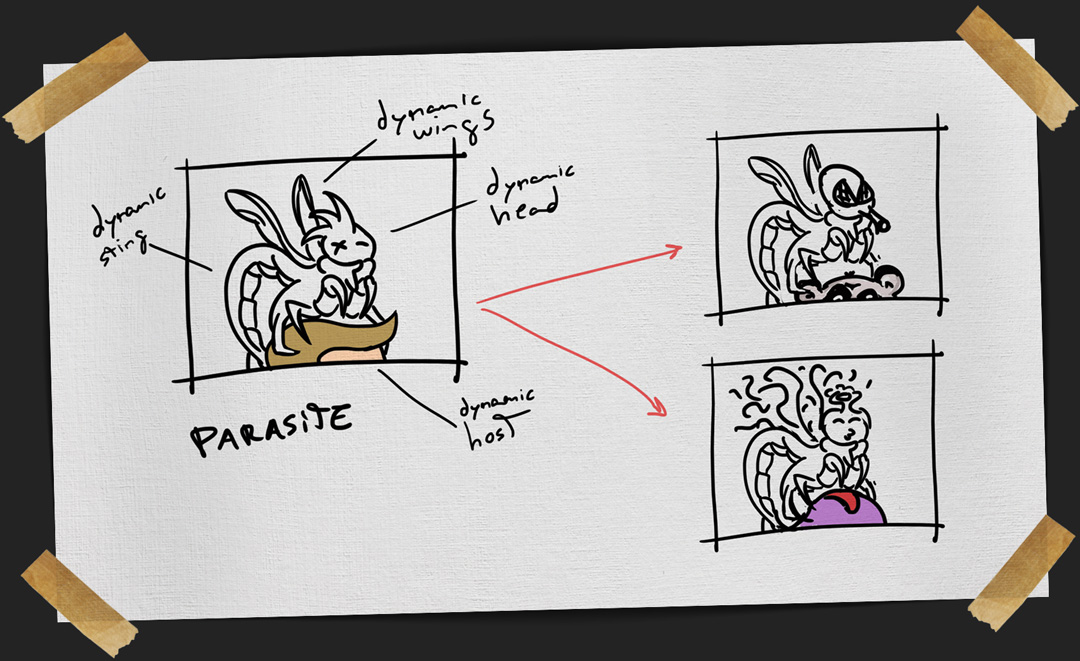 dynamic
wings
dynamic
head
dynamic
sting
dynamic
host
PARASITE